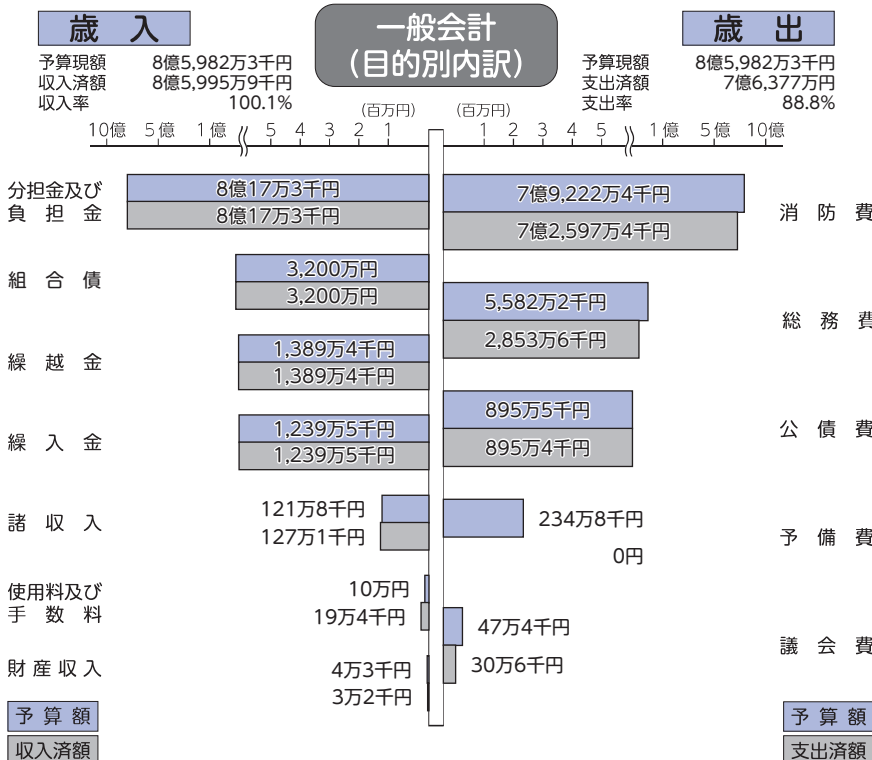 歳入
予算現額 8億5,982万3千円
収入済額 8億5,995万9千円
収入率 100.1%
一般会計
(目的別内訳)
歳出
予算現額 8億5,982万3千円
支出済額 7億6,377万円
支出率 88.8%
(百万円) (百万円)
10億 5億 1億 5 4 3 2 1 1 2 3 4 5 1億 5億 10億
分担金及び
負担金
8億17万3千円
8億17万3千円
組合債
3,200万円
3,200万円
繰越金
1,389万4千円
1,389万4千円
繰入金
1,239万5千円
1,239万5千円
諸収入
121万8千円
127万1千円
使用料及び
手数料
10万円
19万4千円
財産収入
4万3千円
3万2千円
予算額
収入済額
7億9,222万4千円
7億2,597万4千円
消防費
5,582万2千円
2,853万6千円
総務費
895万5千円
895万4千円
公債費
234万8千円
0円
予備費
47万4千円
30万6千円
議会費
予算額
支出済額